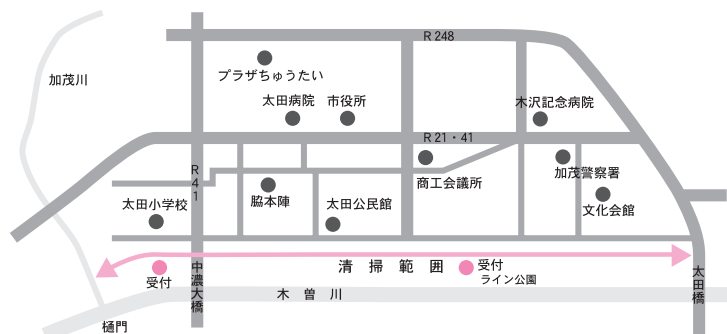 R 248
加茂川
プラザちゅうたい
太田病院
市役所
木沢記念病院
R 21・41
R41
商工会議所
加茂警察署
太田小学校
脇本陣
太田公民館
文化会館
清掃範囲
受付
中濃大橋
受付
ライン公園
太田橋
木曽川
樋門